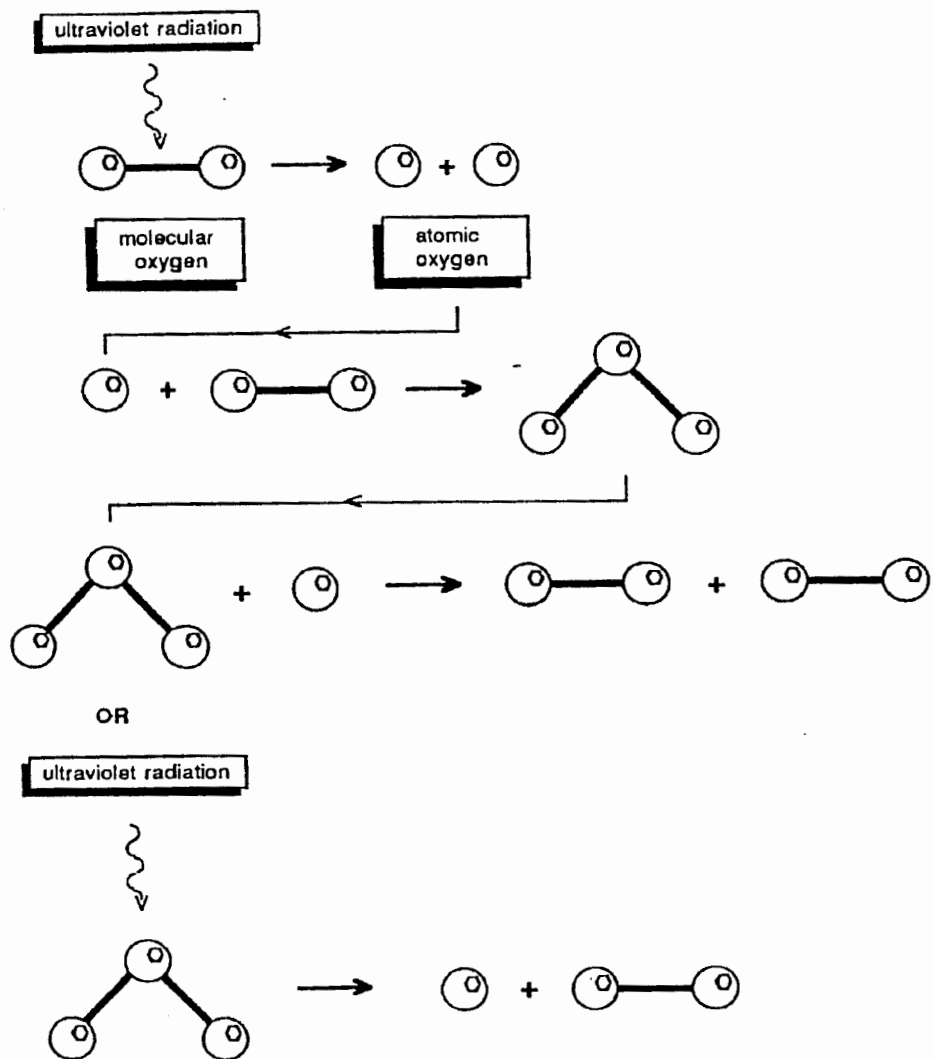 ultraviolet radiation
O O → O + O
molecular
oxygen
atomic
oxygen
O + O O → O O O
O O O + O → O O + O O
OR
ultraviolet radiation
O O O → O + O O